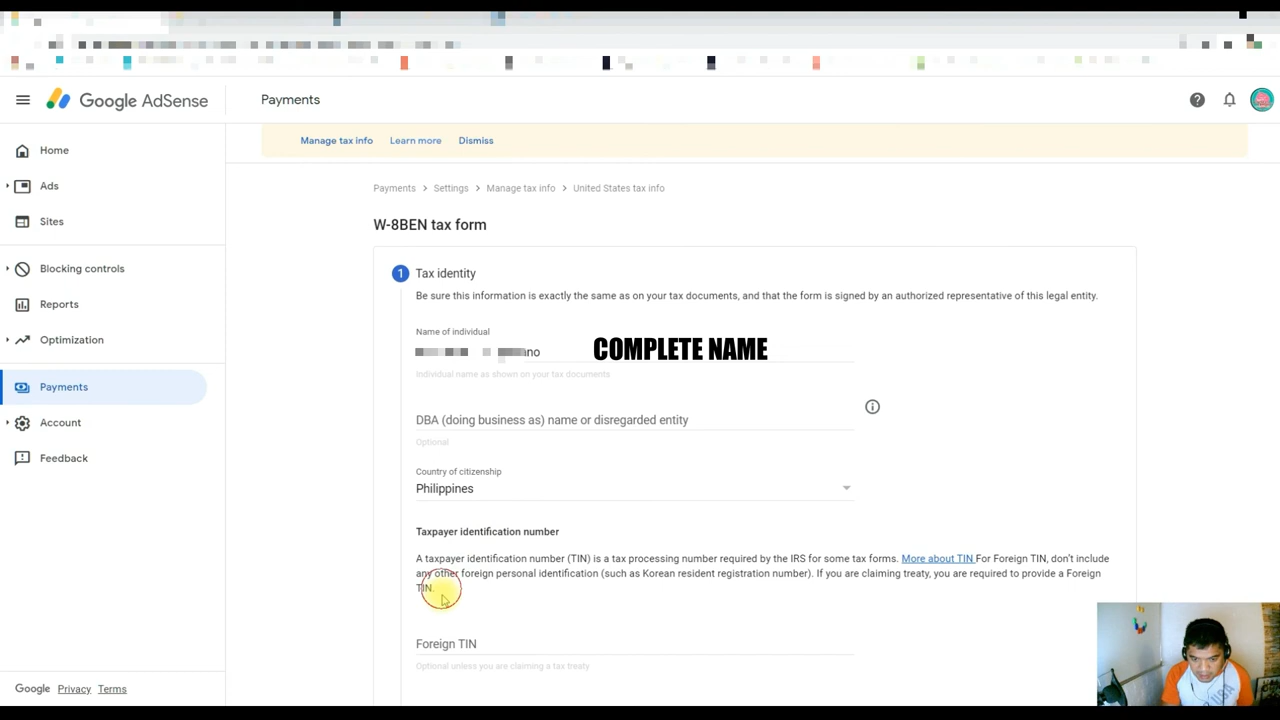 Google AdSense
Payments
Home
Ads
Sites
Blocking controls
Reports
Optimization
Payments
Account
Feedback
Google Privacy Terms
Manage tax info Learn more Dismiss
Payments > Settings > Manage tax info > United States tax info
W-8BEN tax form
1 Tax identity
Be sure this information is exactly the same as on your tax documents, and that the form is signed by an authorized representative of this legal entity.
Name of individual
COMPLETE NAME
Individual name as shown on your tax documents
DBA (doing business as) name or disregarded entity
Optional
Country of citizenship
Philippines
Taxpayer identification number
A taxpayer identification number (TIN) is a tax processing number required by the IRS for some tax forms. More about TIN For Foreign TIN, don't include
any other foreign personal identification (such as Korean resident registration number). If you are claiming treaty, you are required to provide a Foreign
TIN.
Foreign TIN
Optional unless you are claiming a tax treaty